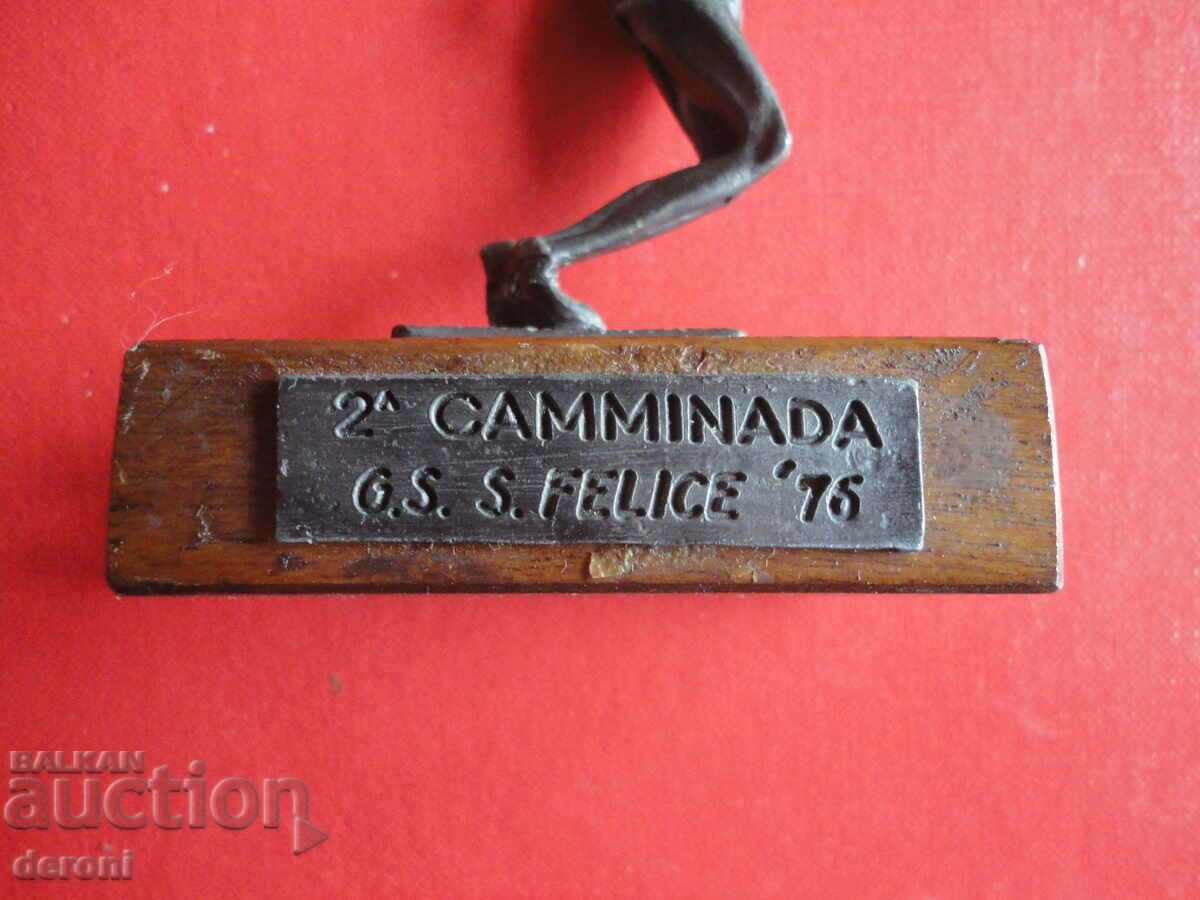 2ᴬ CAMMINADA
G.S. S. FELICE '76
BALKAN
auction
deroni